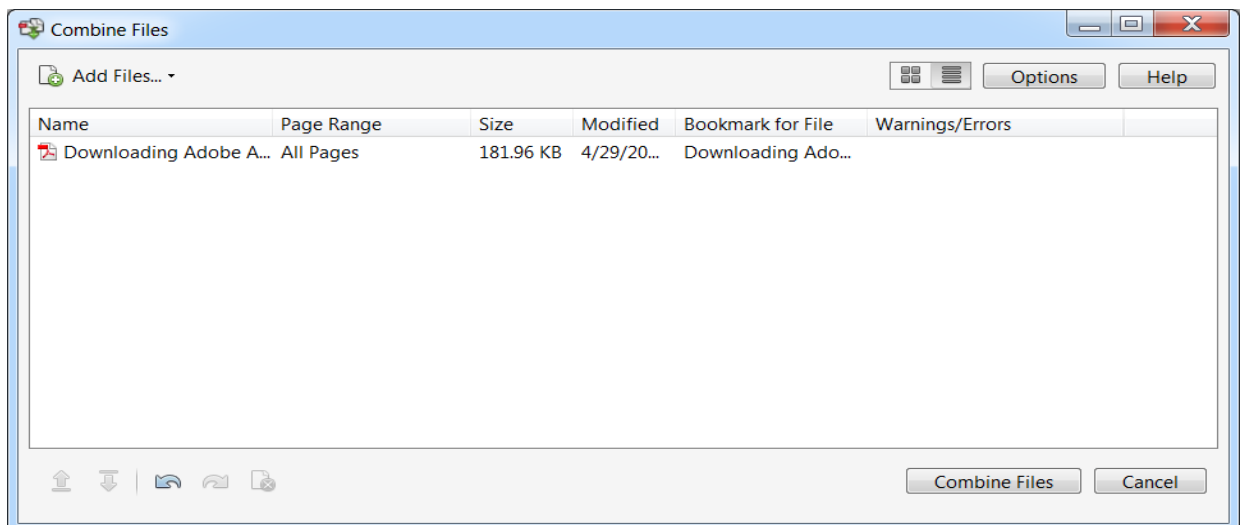 Combine Files
Add Files... Options Help
Name Page Range Size Modified Bookmark for File Warnings/Errors
Downloading Adobe A... All Pages 181.96 KB 4/29/20... Downloading Ado...
Combine Files Cancel